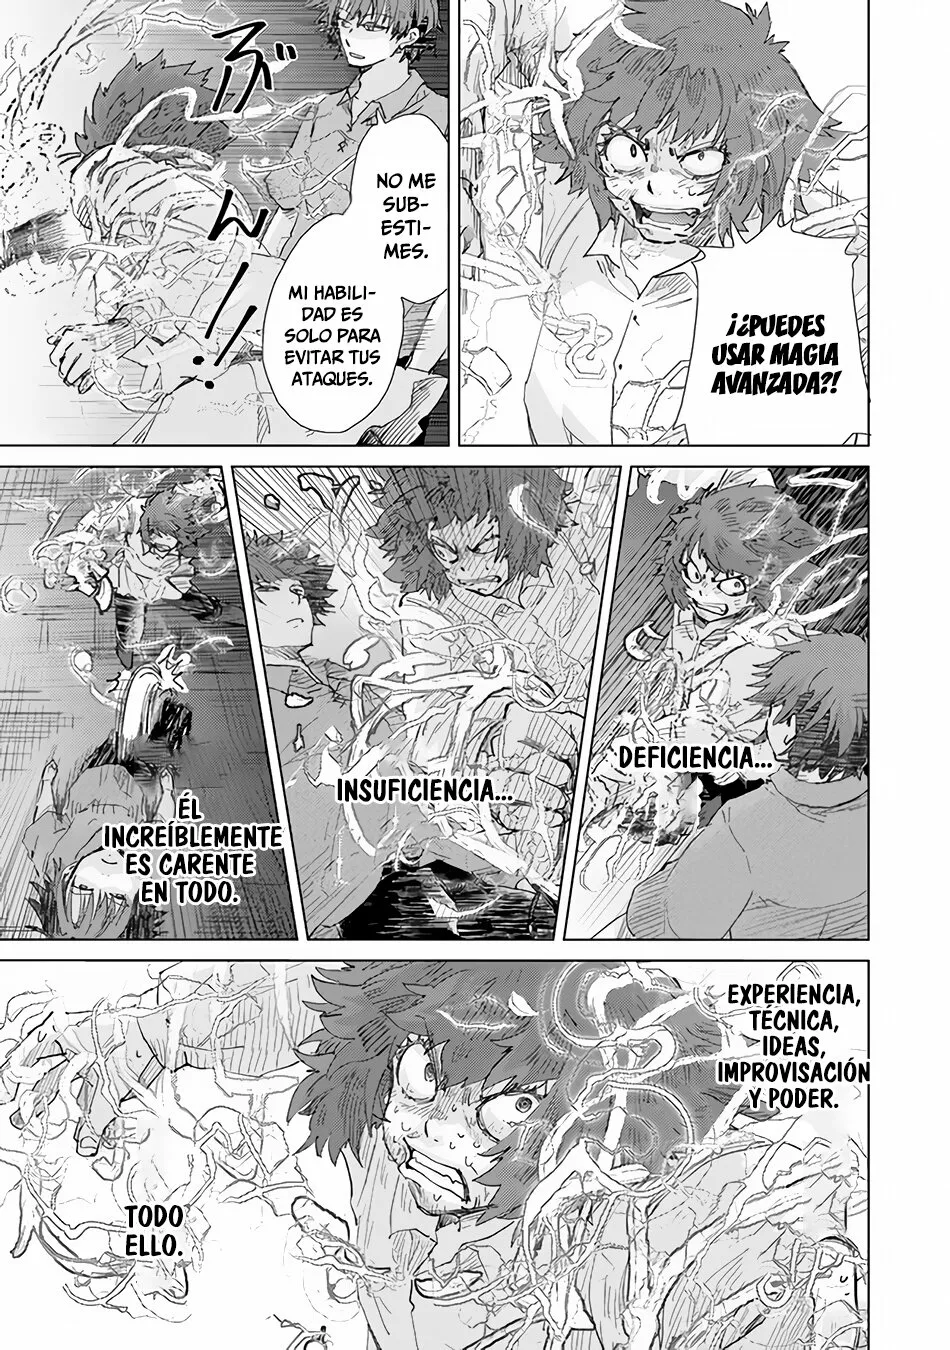 ¡¿PUEDES
USAR MAGIA
AVANZADA?!
NO ME
SUB-
ESTI-
MES.
MI HABILI-
DAD ES
SOLO PARA
EVITAR TUS
ATAQUES.
ぶん!!
DEFICIENCIA...
INSUFICIENCIA...
ÉL
INCREÍBLEMENTE
ES CARENTE
EN TODO.
EXPERIENCIA,
TÉCNICA,
IDEAS,
IMPROVISACIÓN
Y PODER.
TODO
ELLO.